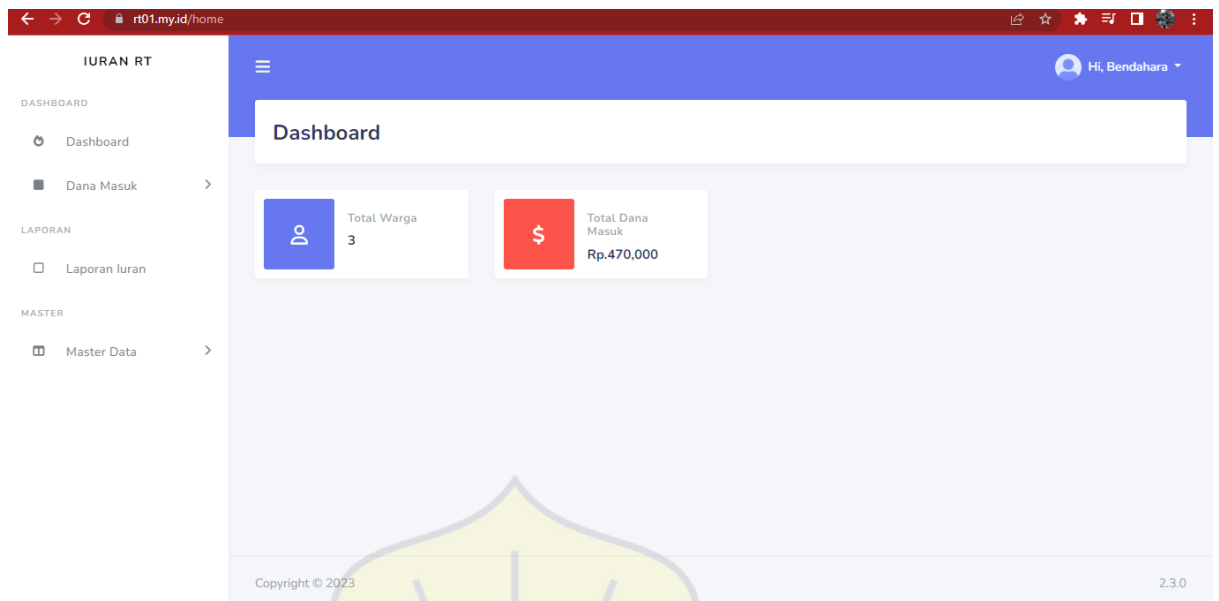 rt01.my.id/home
IURAN RT
Hi, Bendahara
DASHBOARD
Dashboard
Dana Masuk
LAPORAN
Laporan Iuran
MASTER
Master Data
Dashboard
Total Warga
3
$
Total Dana
Masuk
Rp.470,000
Copyright © 2023
2.3.0